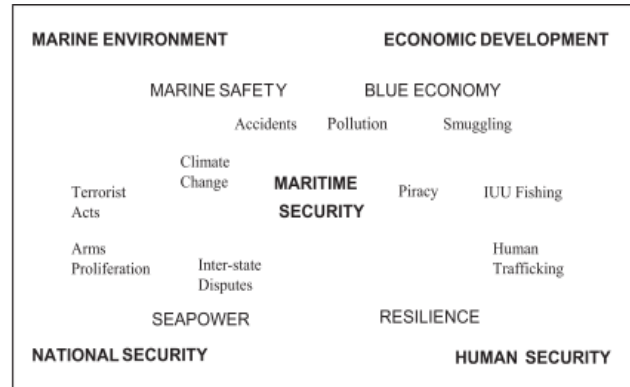 MARINE ENVIRONMENT ECONOMIC DEVELOPMENT
MARINE SAFETY BLUE ECONOMY
Accidents Pollution Smuggling
Climate
Change
MARITIME
SECURITY
Piracy IUU Fishing
Terrorist
Acts
Arms
Proliferation
Inter-state
Disputes
Human
Trafficking
SEAPOWER RESILIENCE
NATIONAL SECURITY HUMAN SECURITY